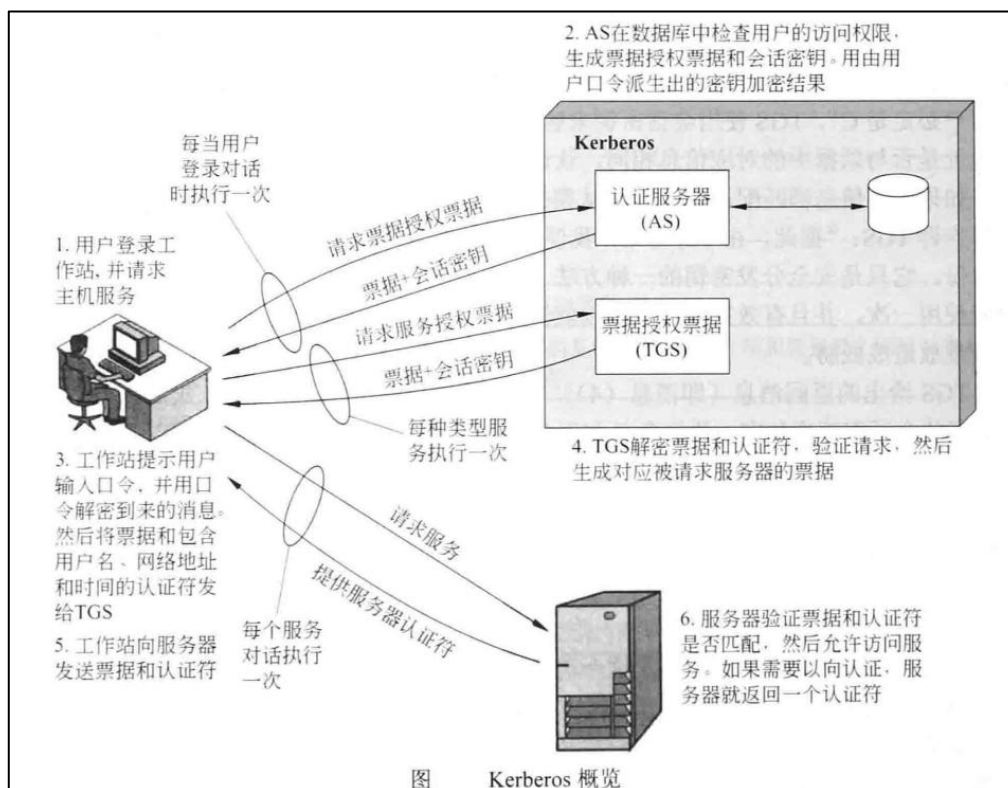 2. AS在数据库中检查用户的访问权限，
生成票据授权票据和会话密钥。用由用
户口令派生出的密钥加密结果
Kerberos
每当用户
登录对话
时执行一次
认证服务器
(AS)
请求票据授权票据
1. 用户登录工
作站，并请求
主机服务
票据+会话密钥
请求服务授权票据
票据授权票据
(TGS)
票据+会话密钥
每种类型服
务执行一次
4. TGS解密票据和认证符，验证请求，然后
生成对应被请求服务器的票据
3. 工作站提示用户
输入口令，并用口
令解密到来的消息。
然后将票据和包含
用户名、网络地址
和时间的认证符发
给TGS
请求服务
提供服务器认证符
5. 工作站向服务器
发送票据和认证符
每个服务
对话执行
一次
6. 服务器验证票据和认证符
是否匹配，然后允许访问服
务。如果需要以向认证，服
务器就返回一个认证符
图 Kerberos 概览